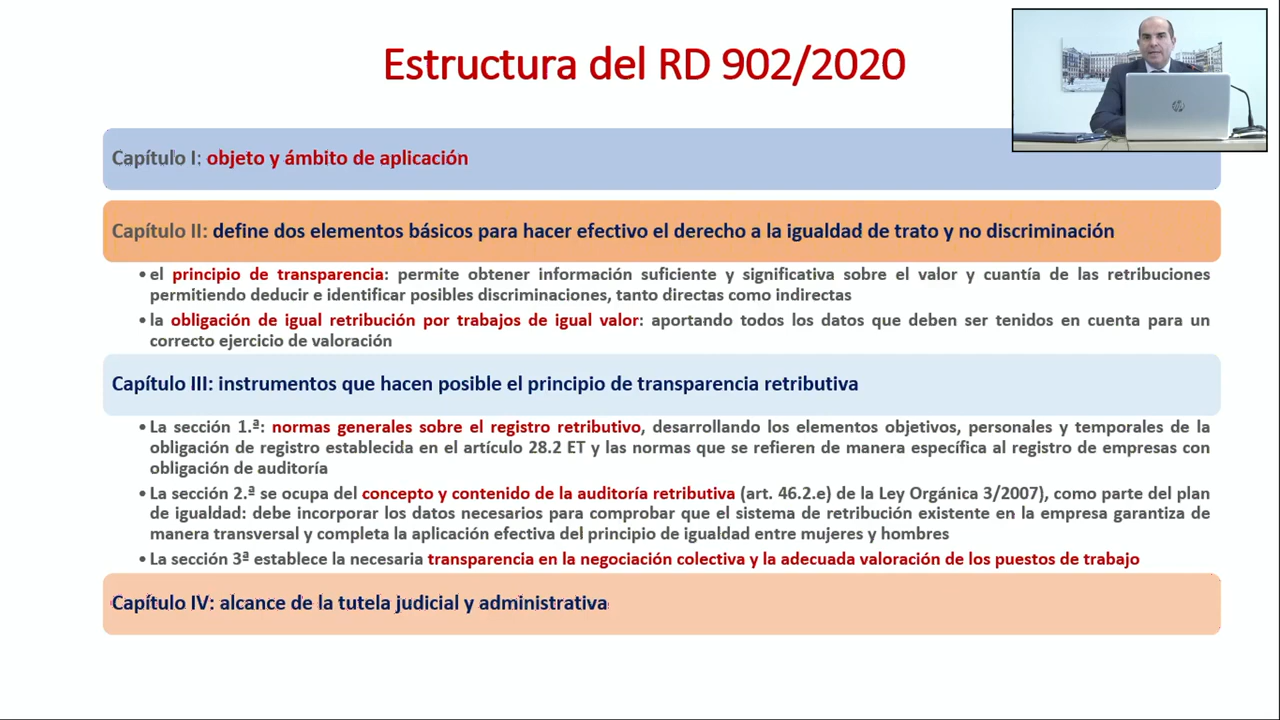 Estructura del RD 902/2020
Capítulo I: objeto y ámbito de aplicación
Capítulo II: define dos elementos básicos para hacer efectivo el derecho a la igualdad de trato y no discriminación
• el principio de transparencia: permite obtener información suficiente y significativa sobre el valor y cuantía de las retribuciones
permitiendo deducir e identificar posibles discriminaciones, tanto directas como indirectas
• la obligación de igual retribución por trabajos de igual valor: aportando todos los datos que deben ser tenidos en cuenta para un
correcto ejercicio de valoración
Capítulo III: instrumentos que hacen posible el principio de transparencia retributiva
• La sección 1.ª: normas generales sobre el registro retributivo, desarrollando los elementos objetivos, personales y temporales de la
obligación de registro establecida en el artículo 28.2 ET y las normas que se refieren de manera específica al registro de empresas con
obligación de auditoría
• La sección 2.ª se ocupa del concepto y contenido de la auditoría retributiva (art. 46.2.e) de la Ley Orgánica 3/2007), como parte del plan
de igualdad: debe incorporar los datos necesarios para comprobar que el sistema de retribución existente en la empresa garantiza de
manera transversal y completa la aplicación efectiva del principio de igualdad entre mujeres y hombres
• La sección 3ª establece la necesaria transparencia en la negociación colectiva y la adecuada valoración de los puestos de trabajo
Capítulo IV: alcance de la tutela judicial y administrativa
hp